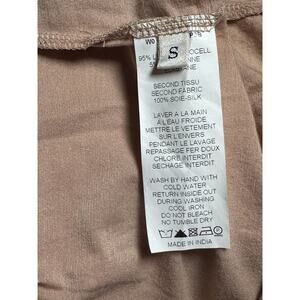 S
95%
SECOND TISSU
SECOND FABRIC
100% SOIE-SILK
LAVER A LA MAIN
A L'EAU FROIDE
METTRE LE VETEMENT
SUR L'ENVERS
PENDANT LE LAVAGE
REPASSAGE FER DOUX
CHLORE INTERDIT
SECHAGE INTERDIT
WASH BY HAND WITH
COLD WATER
RETURN INSIDE OUT
DURING WASHING
COOL IRON
DO NOT BLEACH
DO NOT TUMBLE DRY
MADE IN INDIA